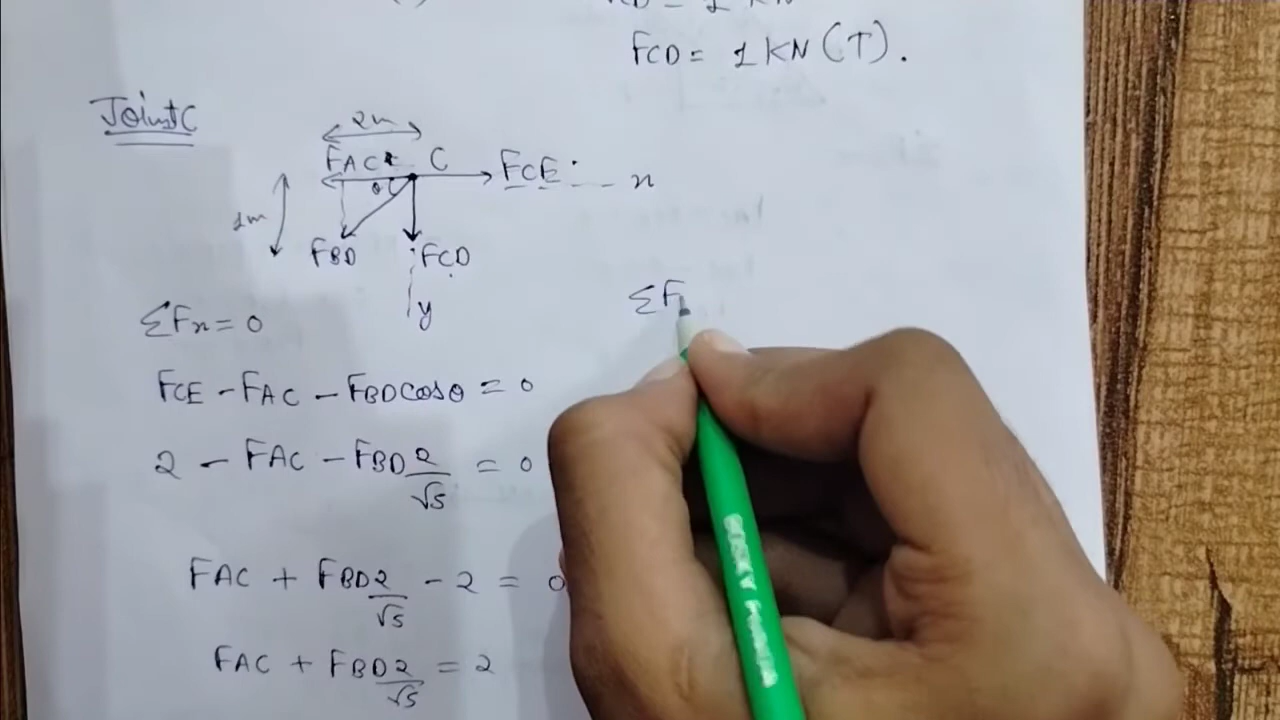 FCD = 1 KN (T).
Joint C
2m
FAC C FCE x
θ
1m
FBD FCD
y
ΣFx = 0
ΣF
FCE - FAC - FBD cosθ = 0
2 - FAC - FBD 2/√5 = 0
FAC + FBD 2/√5 - 2 = 0
FAC + FBD 2/√5 = 2